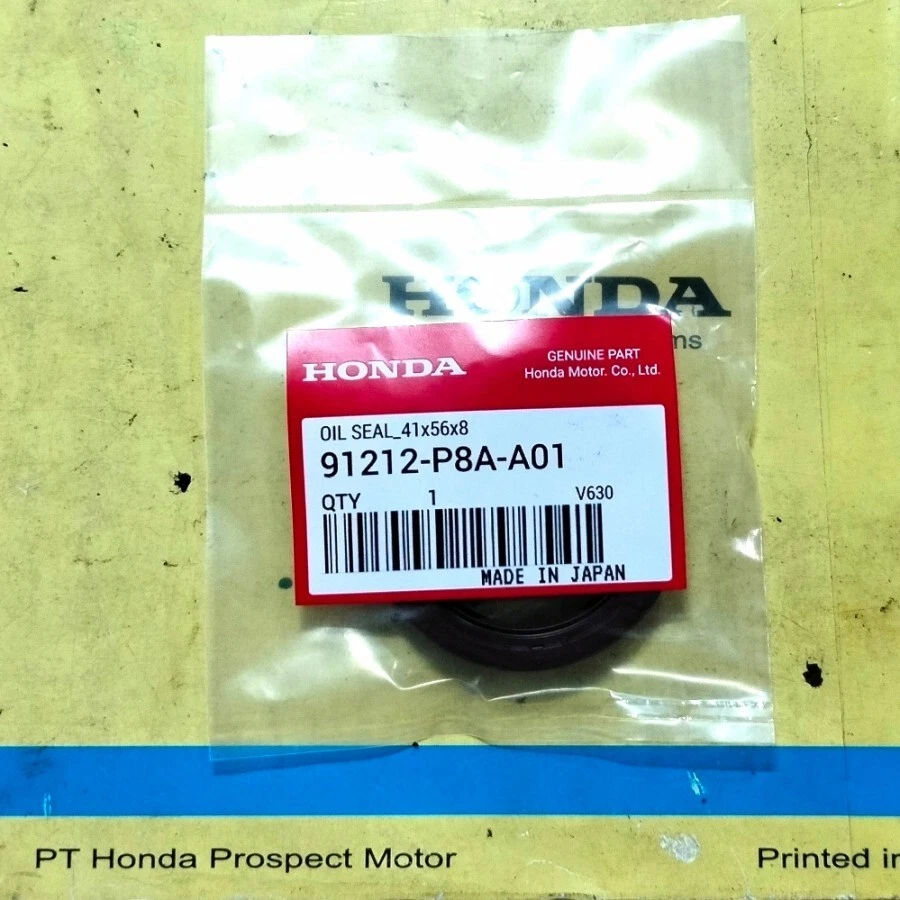 HONDA
ms
HONDA
GENUINE PART
Honda Motor. Co., Ltd.
OIL SEAL_41x56x8
91212-P8A-A01
QTY 1 V630
MADE IN JAPAN
PT Honda Prospect Motor
Printed in